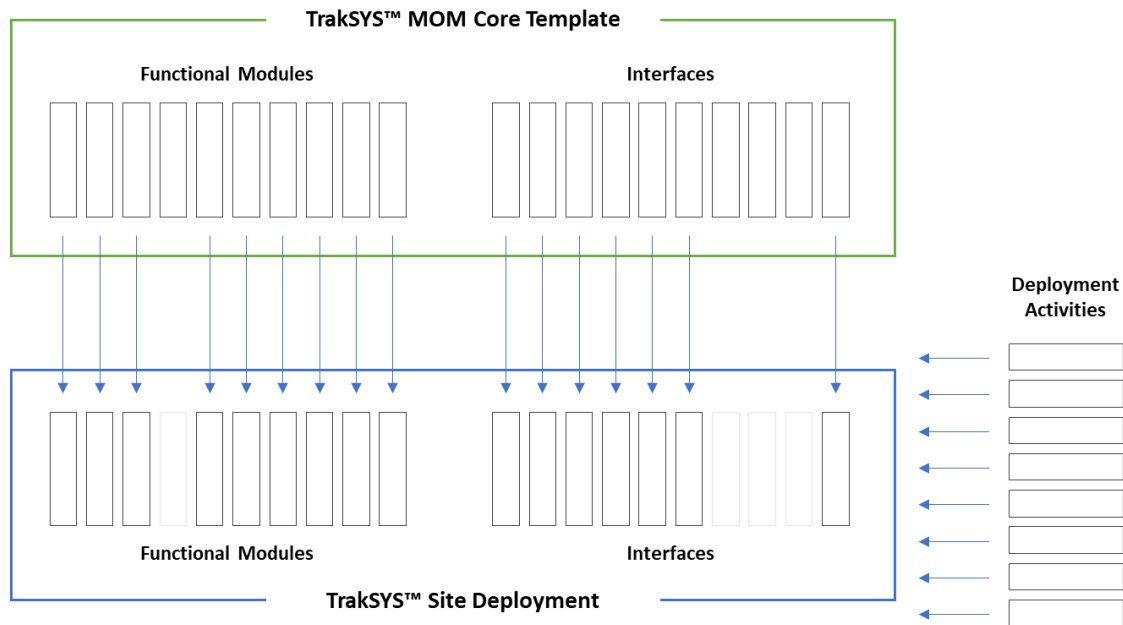 TrakSYS™ MOM Core Template
Functional Modules
Interfaces
Deployment
Activities
Functional Modules
Interfaces
TrakSYS™ Site Deployment